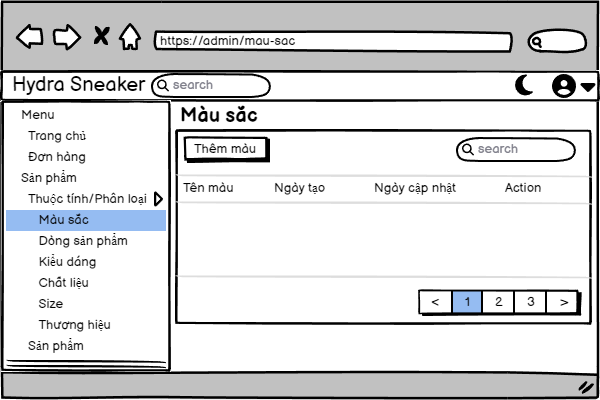 https://admin/mau-sac
Hydra Sneaker search
Menu
Trang chủ
Đơn hàng
Sản phẩm
Thuộc tính/Phân loại
Màu sắc
Dòng sản phẩm
Kiểu dáng
Chất liệu
Size
Thương hiệu
Sản phẩm
Màu sắc
Thêm màu search
Tên màu Ngày tạo Ngày cập nhật Action
< 1 2 3 >